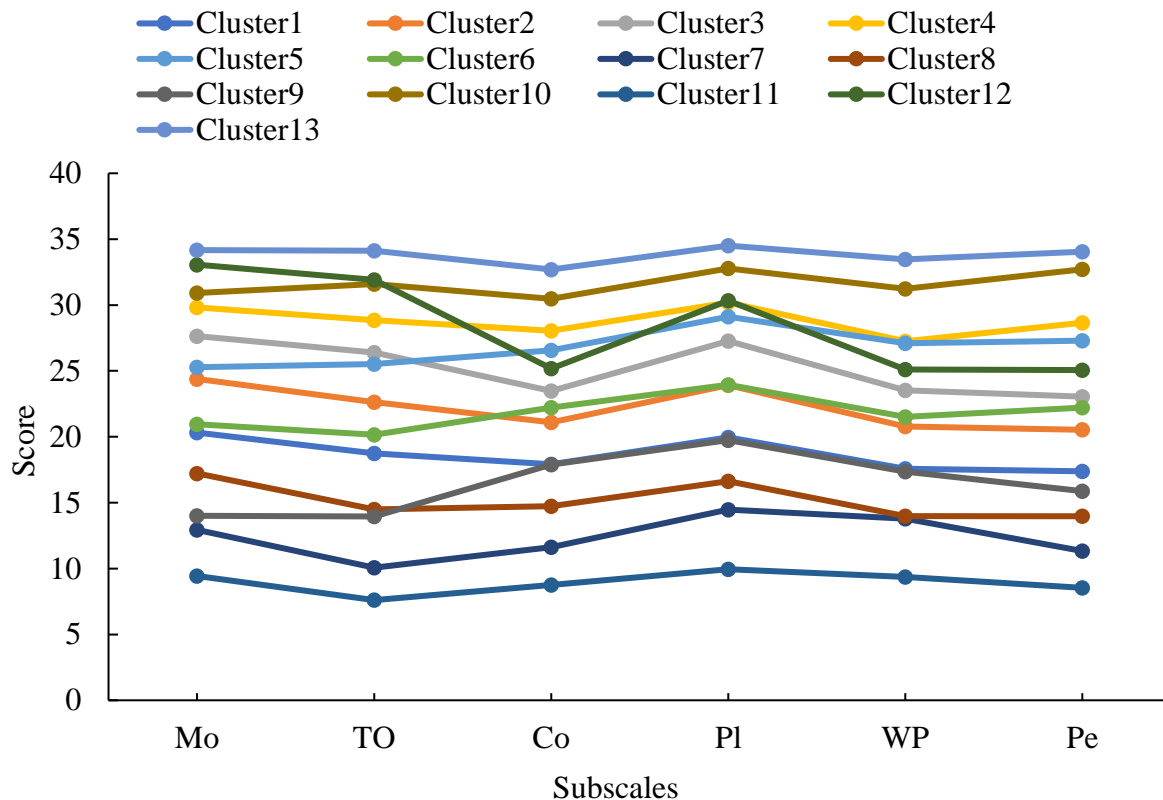 Cluster1 Cluster2 Cluster3 Cluster4
Cluster5 Cluster6 Cluster7 Cluster8
Cluster9 Cluster10 Cluster11 Cluster12
Cluster13
40
35
30
25
20
15
10
5
0
Score
Mo TO Co Pl WP Pe
Subscales